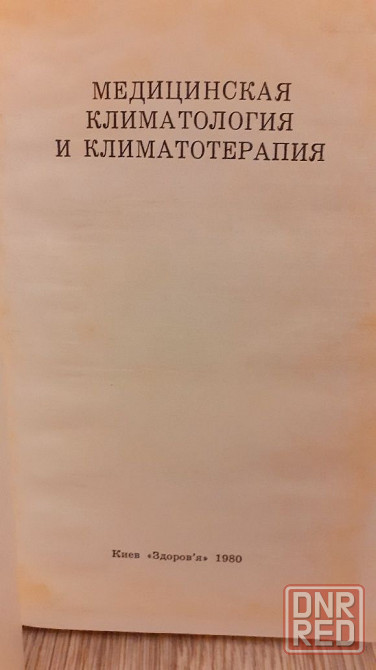 МЕДИЦИНСКАЯ
КЛИМАТОЛОГИЯ
И КЛИМАТОТЕРАПИЯ
Киев «Здоров'я» 1980
DNR
RED